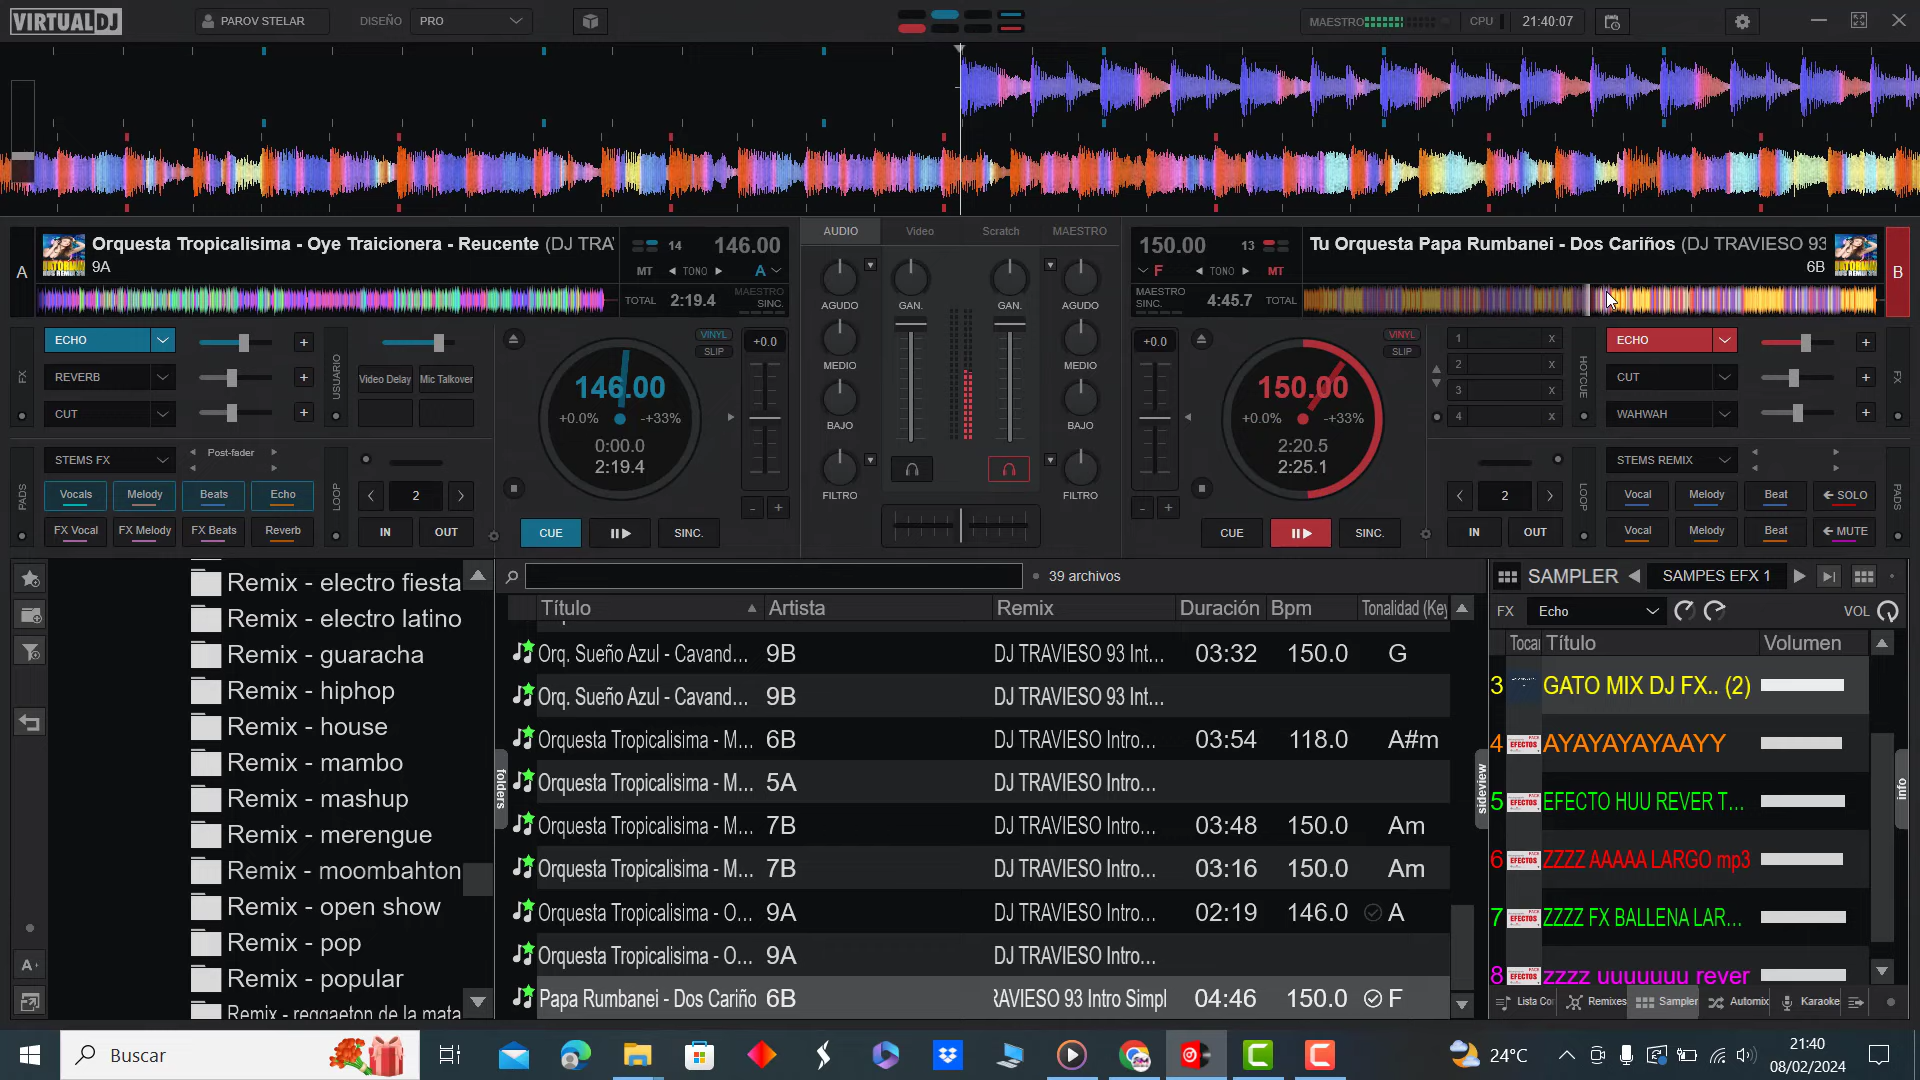 VIRTUALDJ
PAROV STELAR
DISEÑO
PRO
MAESTRO
CPU
21:40:07
A
Orquesta Tropicalisima - Oye Traicionera - Reucente (DJ TRA
9A
14
146.00
MT
TONO
A
TOTAL
2:19.4
MAESTRO
SINC.
AUDIO
Video
Scratch
MAESTRO
150.00
13
F
TONO
MT
MAESTRO
SINC.
4:45.7
TOTAL
Tu Orquesta Papa Rumbanei - Dos Cariños (DJ TRAVIESO 93
6B
B
FX
ECHO
REVERB
CUT
USUARIO
Video Delay
Mic Talkover
VINYL
SLIP
+0.0
146.00
+0.0%
-+33%
0:00.0
2:19.4
AGUDO
GAN.
GAN.
AGUDO
MEDIO
MEDIO
BAJO
BAJO
FILTRO
FILTRO
+0.0
VINYL
SLIP
150.00
+0.0%
-+33%
2:20.5
2:25.1
1
x
2
x
3
x
4
x
HOTCUE
ECHO
CUT
WAHWAH
FX
PADS
STEMS FX
Post-fader
Vocals
Melody
Beats
Echo
FX Vocal
FX Melody
FX Beats
Reverb
LOOP
2
IN
OUT
CUE
SINC.
CUE
SINC.
2
IN
OUT
LOOP
STEMS REMIX
Vocal
Melody
Beat
SOLO
Vocal
Melody
Beat
MUTE
PADS
Remix - electro fiesta
Remix - electro latino
Remix - guaracha
Remix - hiphop
Remix - house
Remix - mambo
Remix - mashup
Remix - merengue
Remix - moombahton
Remix - open show
Remix - pop
Remix - popular
Remix - reggaeton de la mata
folders
39 archivos
Título
Artista
Remix
Duración
Bpm
Tonalidad (Key
Orq. Sueño Azul - Cavand...
9B
DJ TRAVIESO 93 Int...
03:32
150.0
G
Orq. Sueño Azul - Cavand...
9B
DJ TRAVIESO 93 Int...
Orquesta Tropicalisima - M...
6B
DJ TRAVIESO Intro...
03:54
118.0
A#m
Orquesta Tropicalisima - M...
5A
DJ TRAVIESO Intro...
Orquesta Tropicalisima - M...
7B
DJ TRAVIESO Intro...
03:48
150.0
Am
Orquesta Tropicalisima - M...
7B
DJ TRAVIESO Intro...
03:16
150.0
Am
Orquesta Tropicalisima - O...
9A
DJ TRAVIESO Intro...
02:19
146.0
A
Orquesta Tropicalisima - O...
9A
DJ TRAVIESO Intro...
Papa Rumbanei - Dos Cariño
6B
RAVIESO 93 Intro Simpl
04:46
150.0
F
sideview
SAMPLER
SAMPES EFX 1
FX
Echo
VOL
Tocar
Título
Volumen
3
GATO MIX DJ FX.. (2)
4
EFECTOS
AYAYAYAYAAYY
5
EFECTOS
EFECTO HUU REVER T...
6
EFECTOS
ZZZZ AAAAA LARGO mp3
7
EFECTOS
ZZZZ FX BALLENA LAR...
8
EFECTOS
zzzz uuuuuuu rever
info
Lista Co
Remixes
Sampler
Automix
Karaoke
Buscar
24°C
21:40
08/02/2024